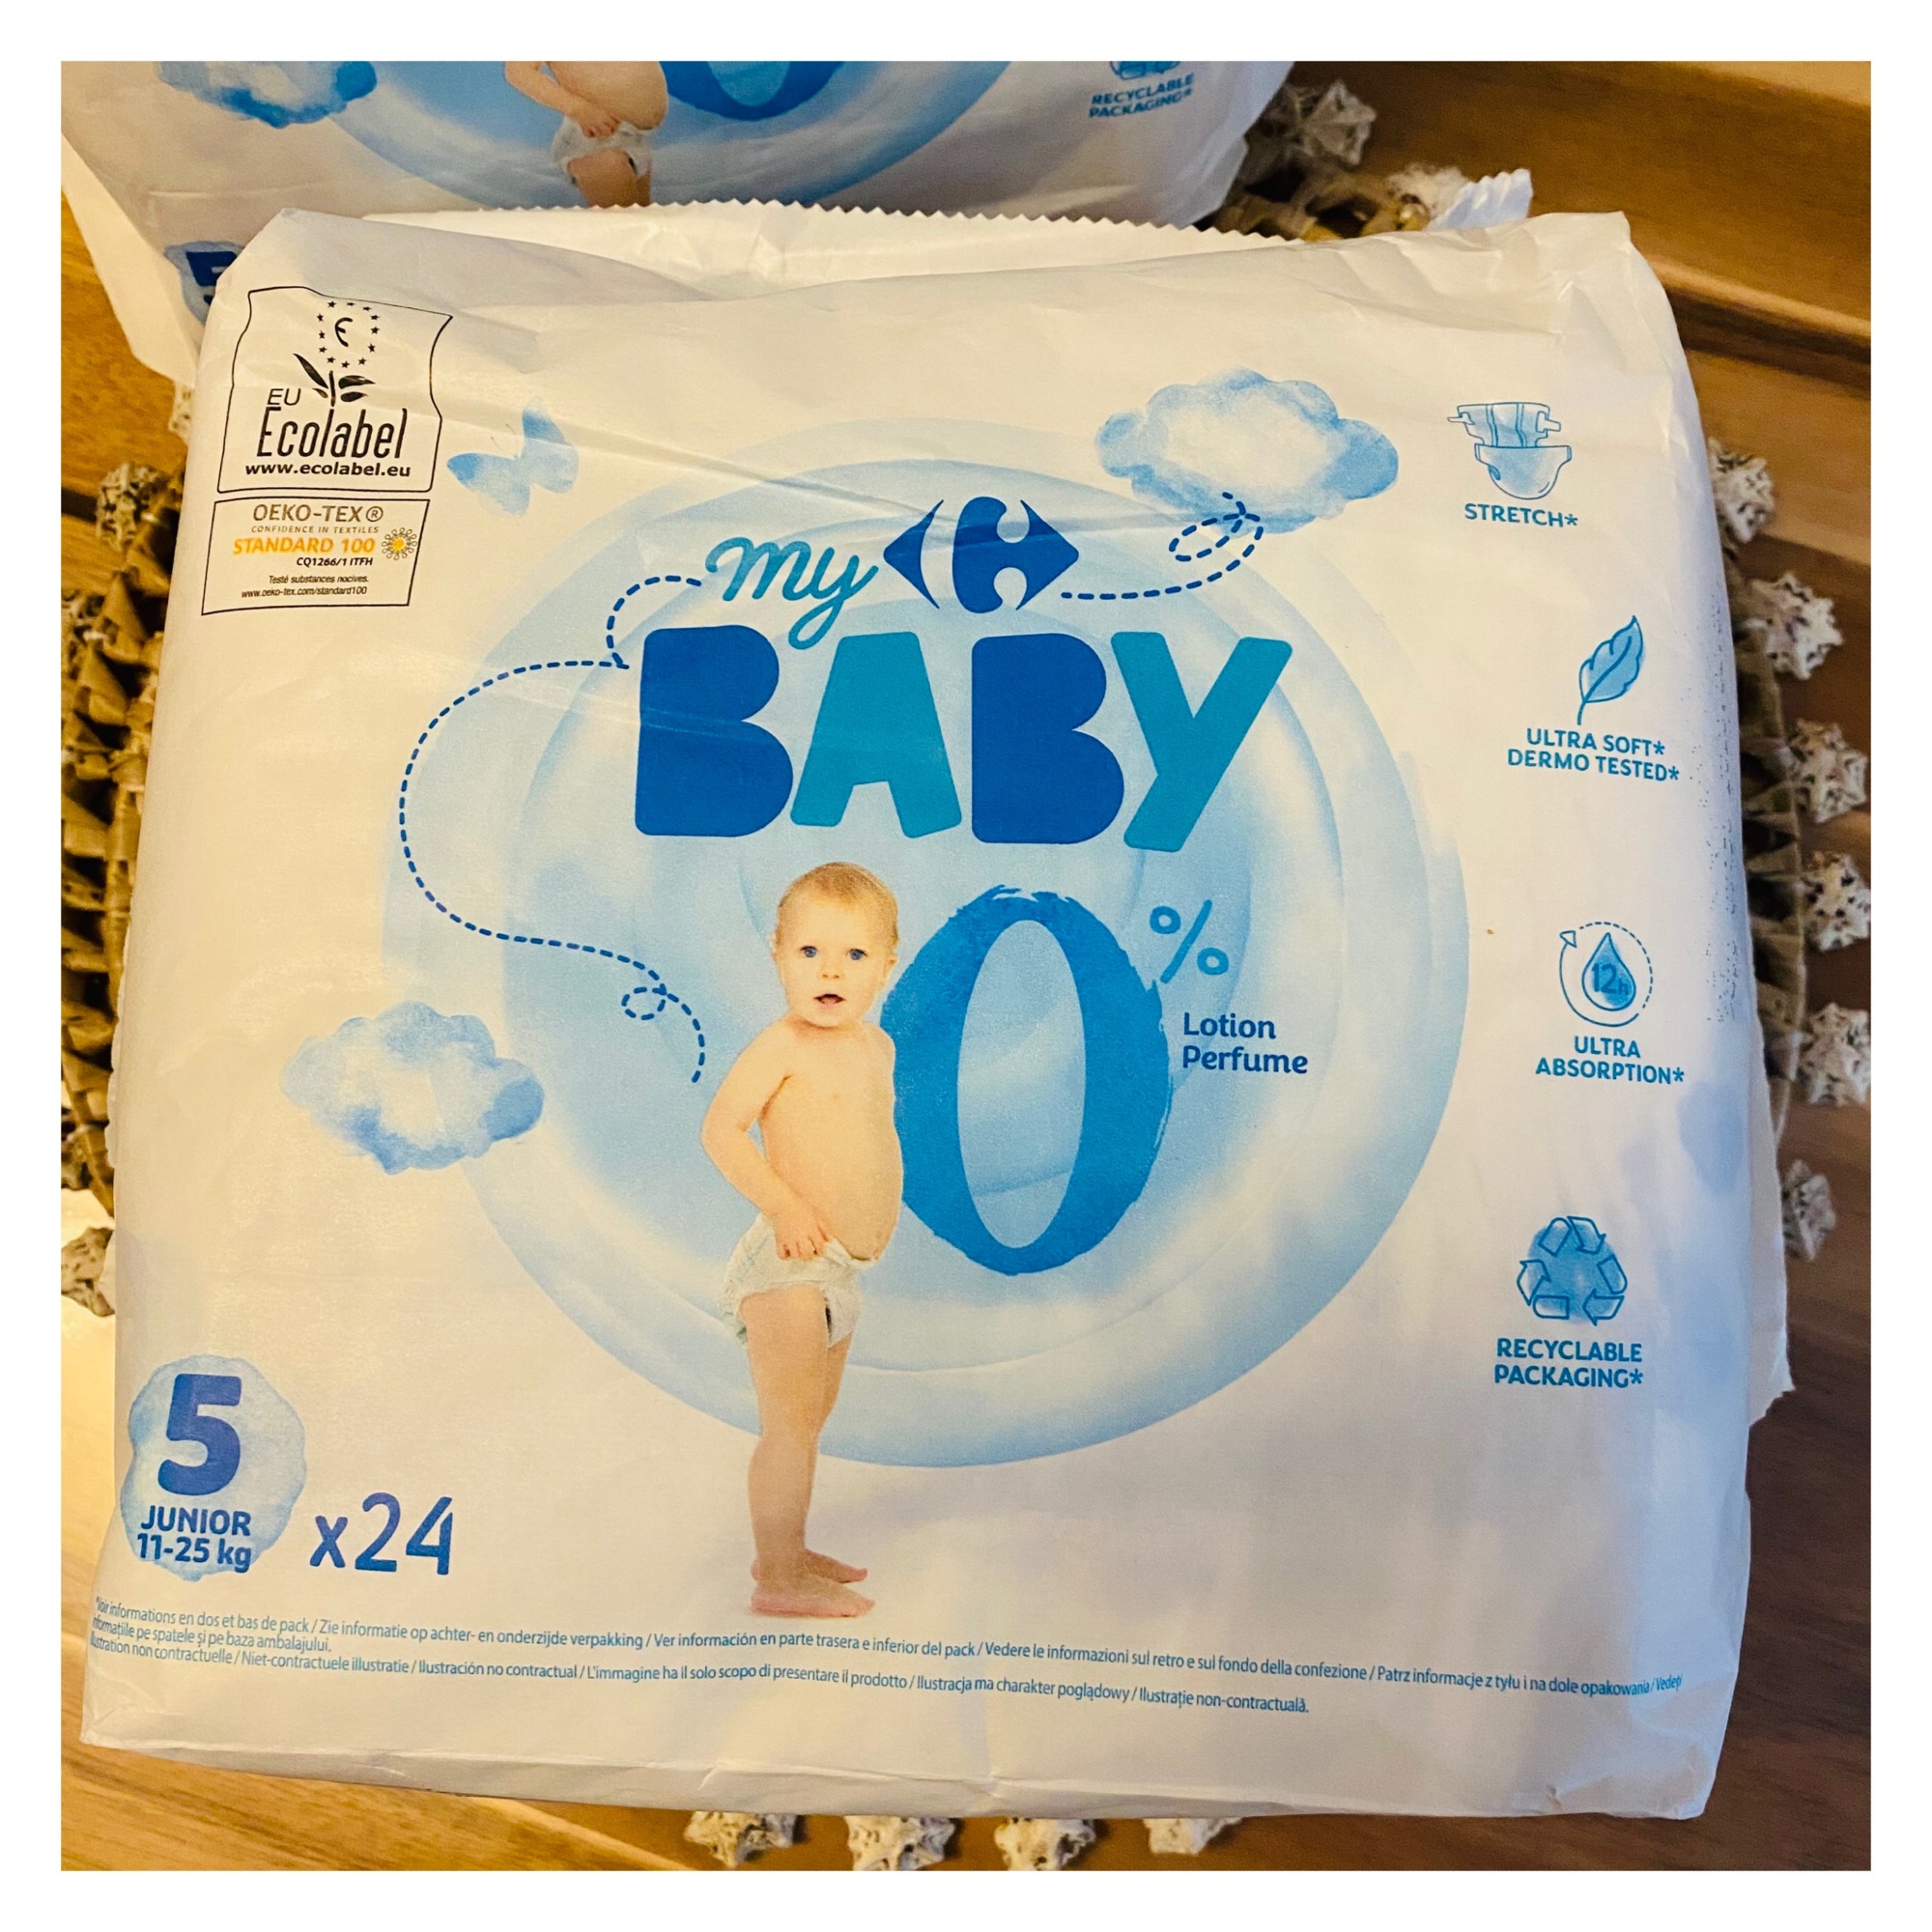 RECYCLABLE
PACKAGING*
5
EU
Ecolabel
www.ecolabel.eu
OEKO-TEX®
CONFIDENCE IN TEXTILES
STANDARD 100
CQ1266/1 ITFH
Testé substances nocives.
www.oeko-tex.com/standard100
my
BABY
0%
Lotion
Perfume
STRETCH*
ULTRA SOFT*
DERMO TESTED*
12h
ULTRA
ABSORPTION*
RECYCLABLE
PACKAGING*
5
JUNIOR
11-25 kg
x24
*Voir informations en dos et bas de pack / Zie informatie op achter- en onderzijde verpakking / Ver información en parte trasera e inferior del pack / Vedere le informazioni sul retro e sul fondo della confezione / Patrz informacje z tyłu i na dole opakowania / Vedeți
informațiile pe spatele și pe baza ambalajului.
Illustration non contractuelle / Niet-contractuele illustratie / Ilustración no contractual / L'immagine ha il solo scopo di presentare il prodotto / Ilustracja ma charakter poglądowy / Ilustrație non-contractuală.